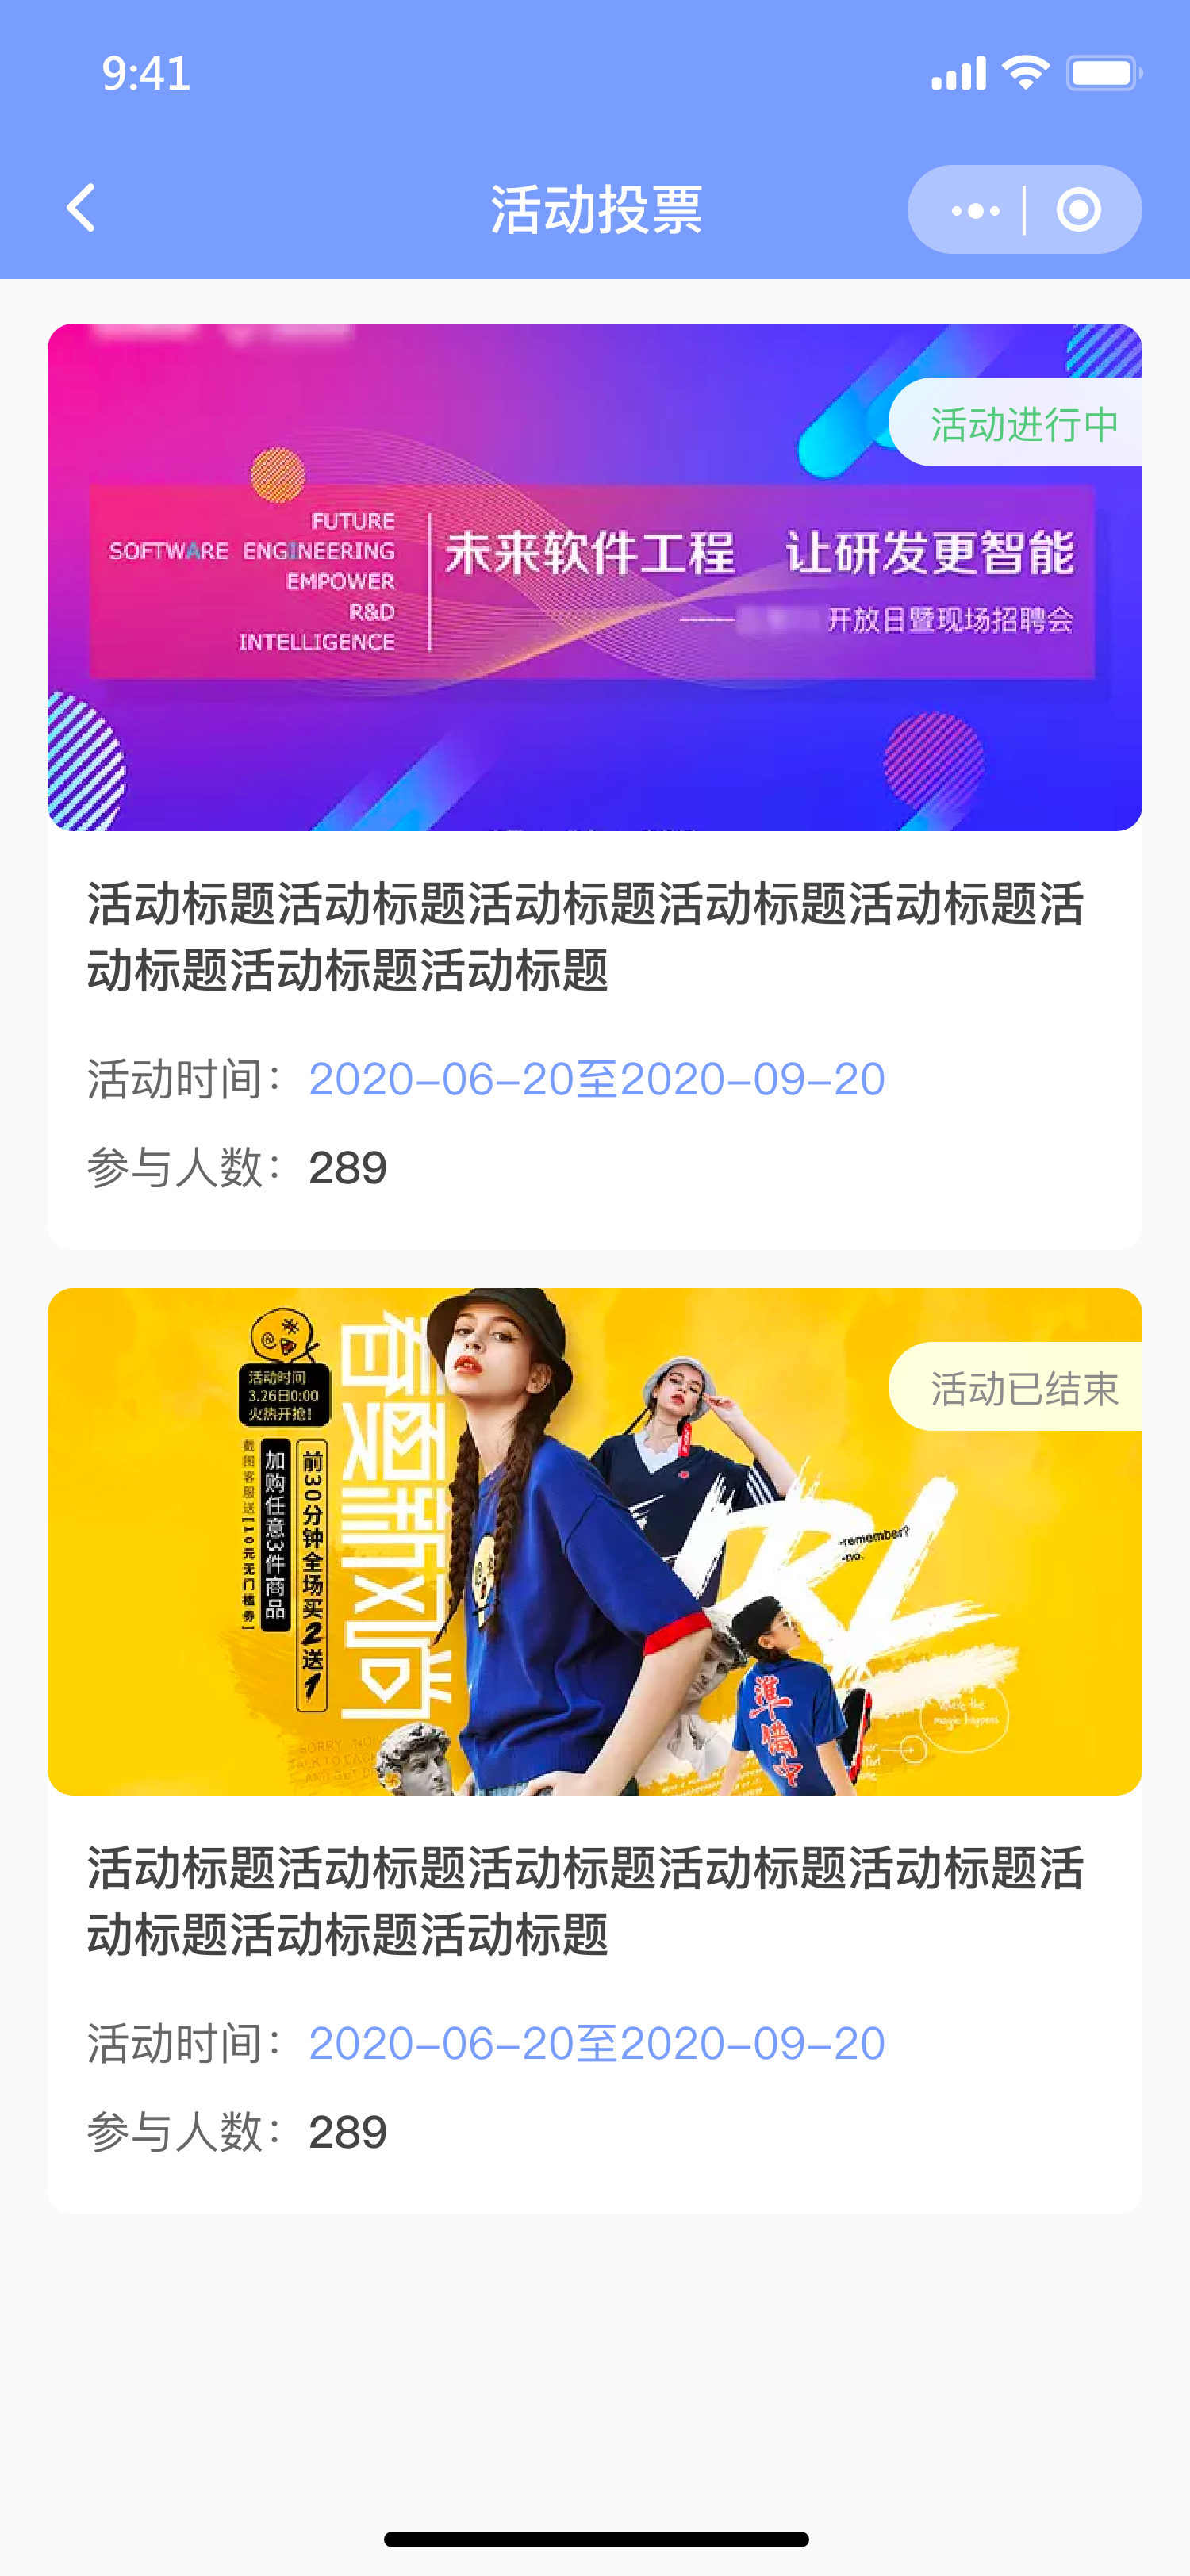 9:41
活动投票
活动进行中
FUTURE
SOFTWARE ENGINEERING
EMPOWER
R&D
INTELLIGENCE
未来软件工程 让研发更智能
开放日暨现场招聘会
活动标题活动标题活动标题活动标题活动标题活
动标题活动标题活动标题
活动时间：2020-06-20至2020-09-20
参与人数：289
活动已结束
活动时间
3.26日0:00
火热开抢！
春夏新风尚
前30分钟全场买2送1
加购任意3件商品
截图客服送【10元无门槛券】
GRL
-remember?
-no.
準備中
magic happens
活动标题活动标题活动标题活动标题活动标题活
动标题活动标题活动标题
活动时间：2020-06-20至2020-09-20
参与人数：289